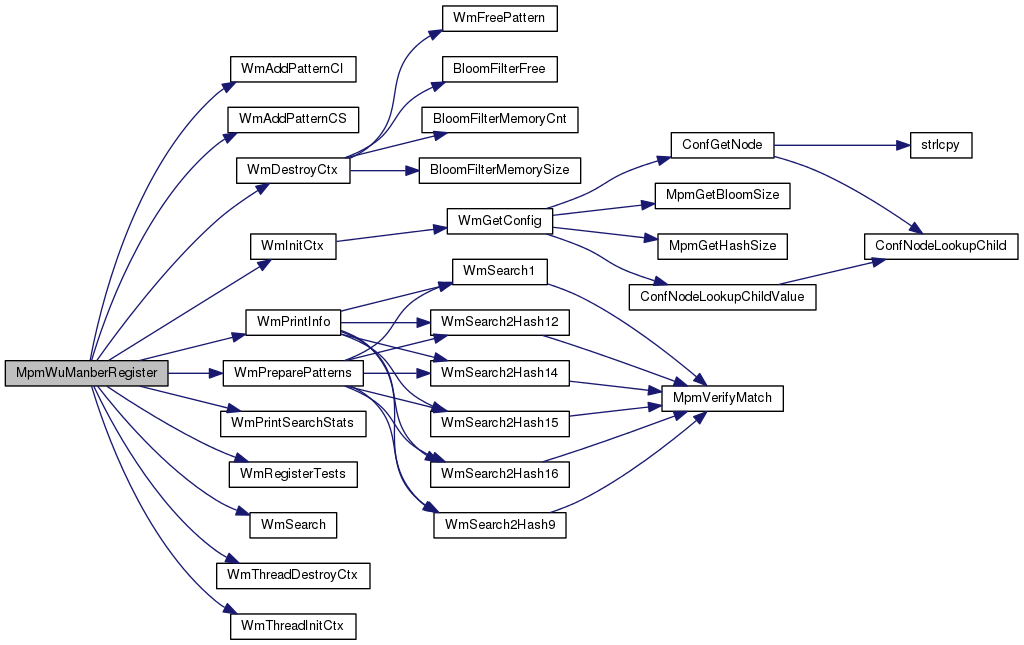 WmFreePattern
WmAddPatternCI
BloomFilterFree
WmAddPatternCS
BloomFilterMemoryCnt
ConfGetNode
strlcpy
WmDestroyCtx
BloomFilterMemorySize
MpmGetBloomSize
WmGetConfig
WmInitCtx
MpmGetHashSize
ConfNodeLookupChild
WmSearch1
ConfNodeLookupChildValue
WmPrintInfo
WmSearch2Hash12
MpmWuManberRegister
WmPreparePatterns
WmSearch2Hash14
MpmVerifyMatch
WmPrintSearchStats
WmSearch2Hash15
WmRegisterTests
WmSearch2Hash16
WmSearch
WmSearch2Hash9
WmThreadDestroyCtx
WmThreadInitCtx